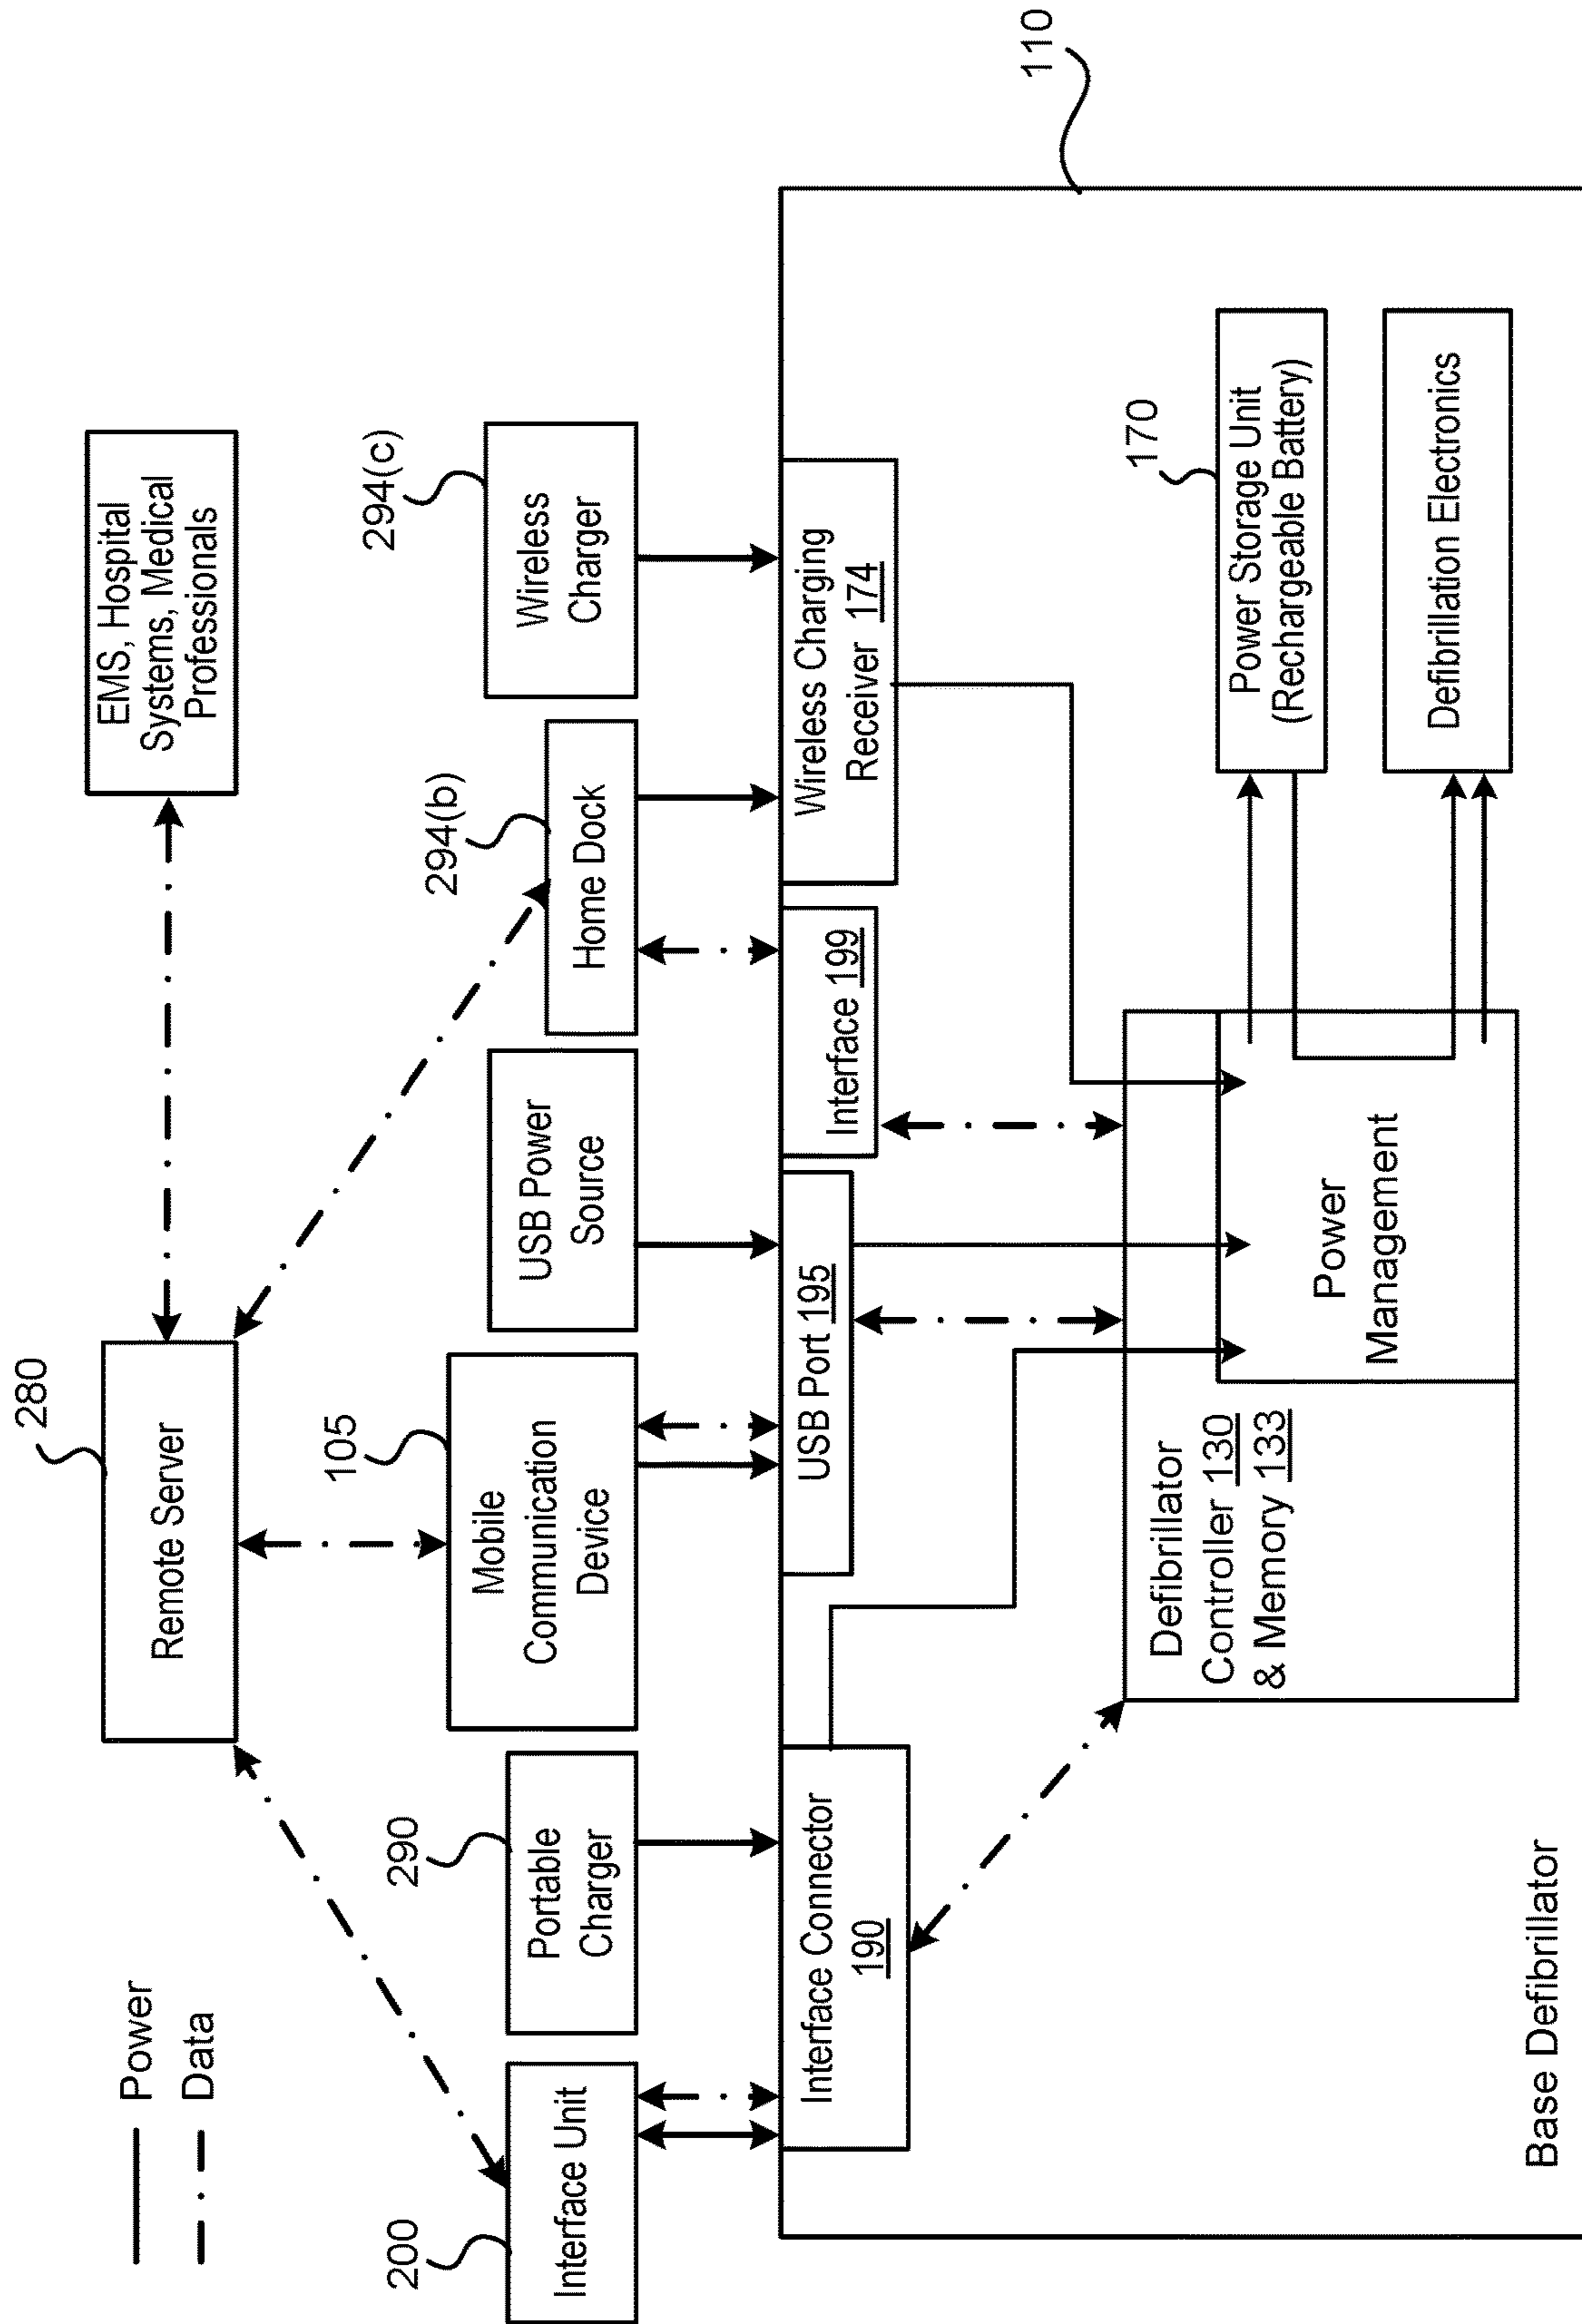 Power
Data
280
Remote Server
EMS, Hospital
Systems, Medical
Professionals
200
Interface Unit
290
Portable
Charger
105
Mobile
Communication
Device
USB Power
Source
294(b)
Home Dock
294(c)
Wireless
Charger
Interface Connector
190
USB Port 195
Interface 199
Wireless Charging
Receiver 174
110
Defibrillator
Controller 130
& Memory 133
Power
Management
170
Power Storage Unit
(Rechargeable Battery)
Defibrillation Electronics
Base Defibrillator